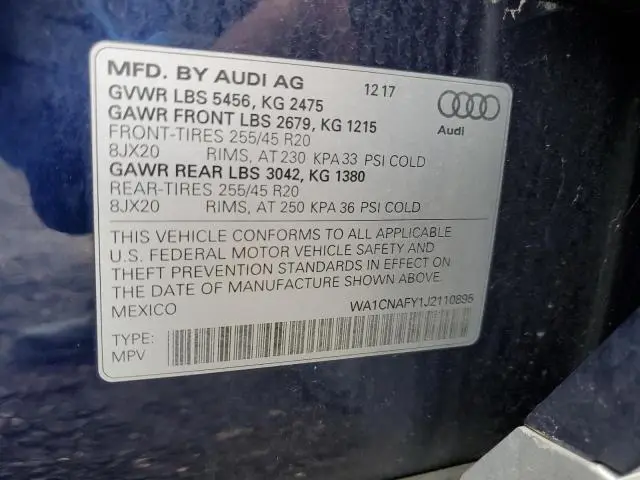 MFD. BY AUDI AG 12 17
GVWR LBS 5456, KG 2475
GAWR FRONT LBS 2679, KG 1215
FRONT-TIRES 255/45 R20
8JX20 RIMS, AT 230 KPA 33 PSI COLD
GAWR REAR LBS 3042, KG 1380
REAR-TIRES 255/45 R20
8JX20 RIMS, AT 250 KPA 36 PSI COLD
Audi
THIS VEHICLE CONFORMS TO ALL APPLICABLE
U.S. FEDERAL MOTOR VEHICLE SAFETY AND
THEFT PREVENTION STANDARDS IN EFFECT ON
THE DATE OF MANUFACTURE SHOWN ABOVE.
MEXICO WA1CNAFY1J2110895
TYPE:
MPV